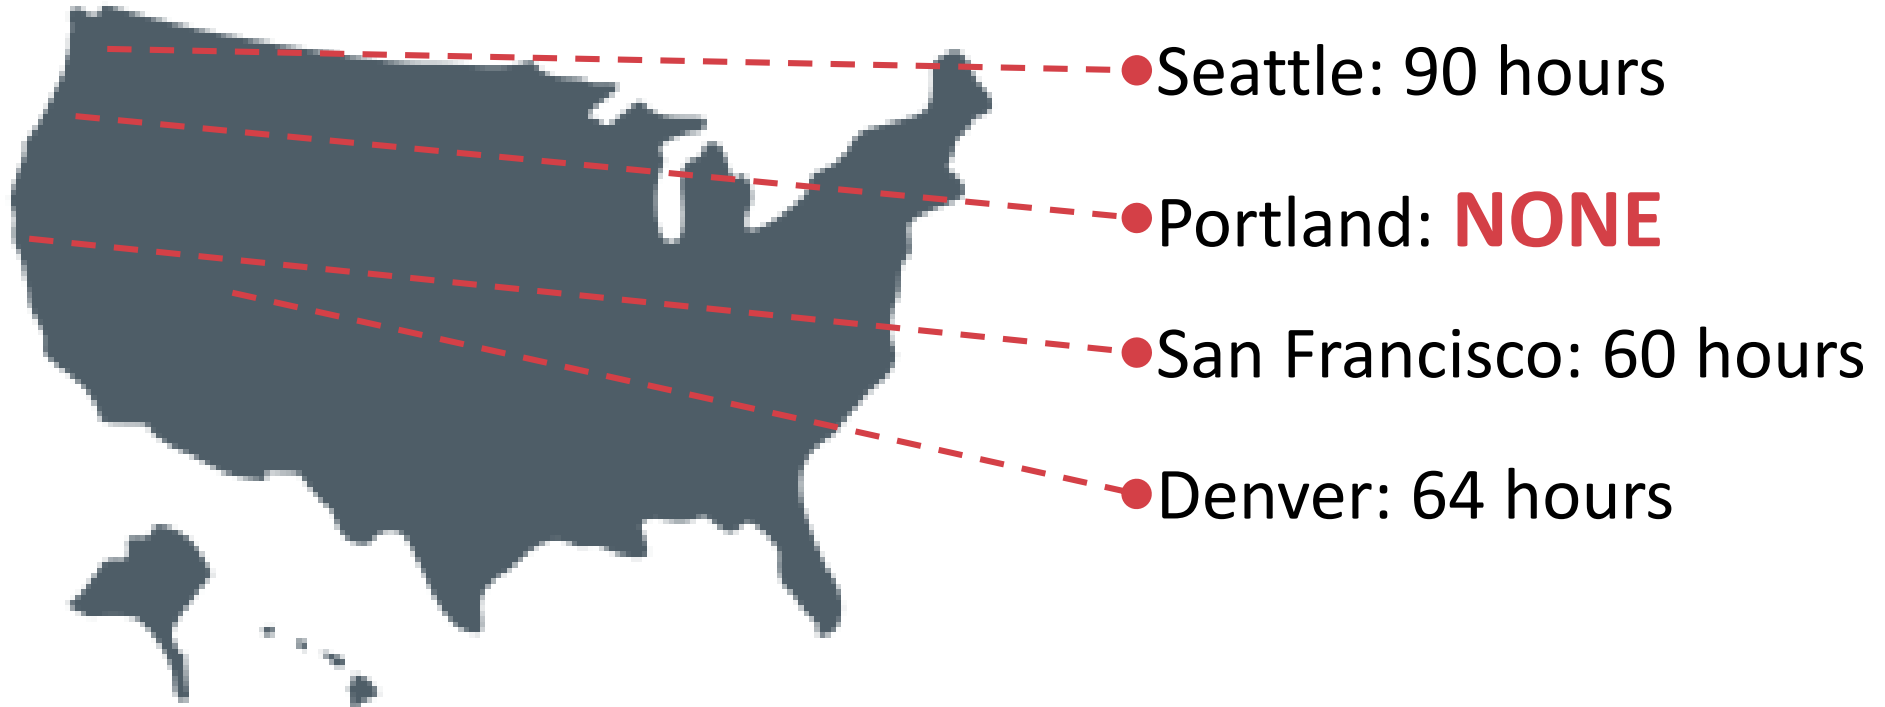 Seattle: 90 hours
Portland: NONE
San Francisco: 60 hours
Denver: 64 hours